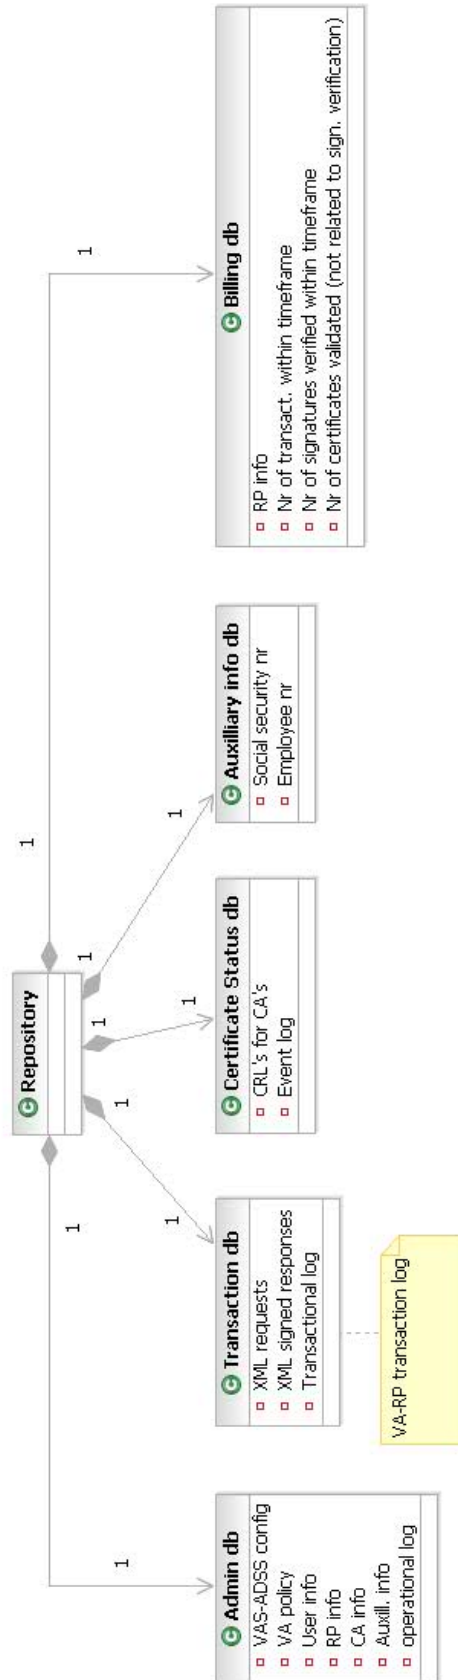 Repository
1
1
1
1
1
1
1
1
1
1
Admin db
VAS-ADSS config
VA policy
User info
RP info
CA info
Auxill. info
operational log
Transaction db
XML requests
XML signed responses
Transactional log
VA-RP transaction log
Certificate Status db
CRL's for CA's
Event log
Auxilliary info db
Social security nr
Employee nr
Billing db
RP info
Nr of transact. within timeframe
Nr of signatures verified within timeframe
Nr of certificates validated (not related to sign. verification)